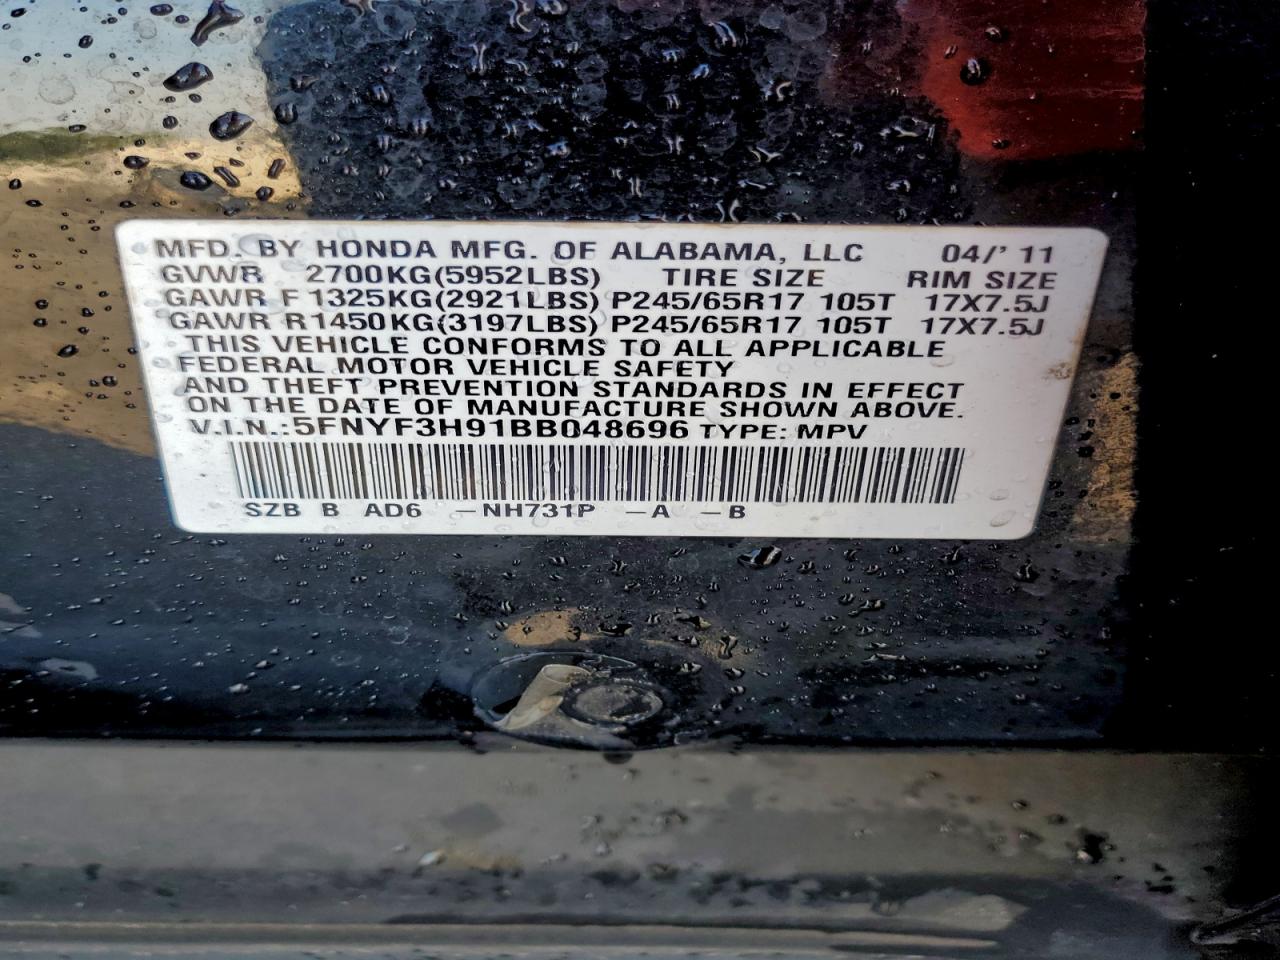 MFD. BY HONDA MFG. OF ALABAMA, LLC 04/' 11
GVWR 2700KG(5952LBS) TIRE SIZE RIM SIZE
GAWR F 1325KG(2921LBS) P245/65R17 105T 17X7.5J
GAWR R1450KG(3197LBS) P245/65R17 105T 17X7.5J
THIS VEHICLE CONFORMS TO ALL APPLICABLE
FEDERAL MOTOR VEHICLE SAFETY
AND THEFT PREVENTION STANDARDS IN EFFECT
ON THE DATE OF MANUFACTURE SHOWN ABOVE.
V.I.N.:5FNYF3H91BB048696 TYPE: MPV
SZB B AD6 -NH731P -A -B